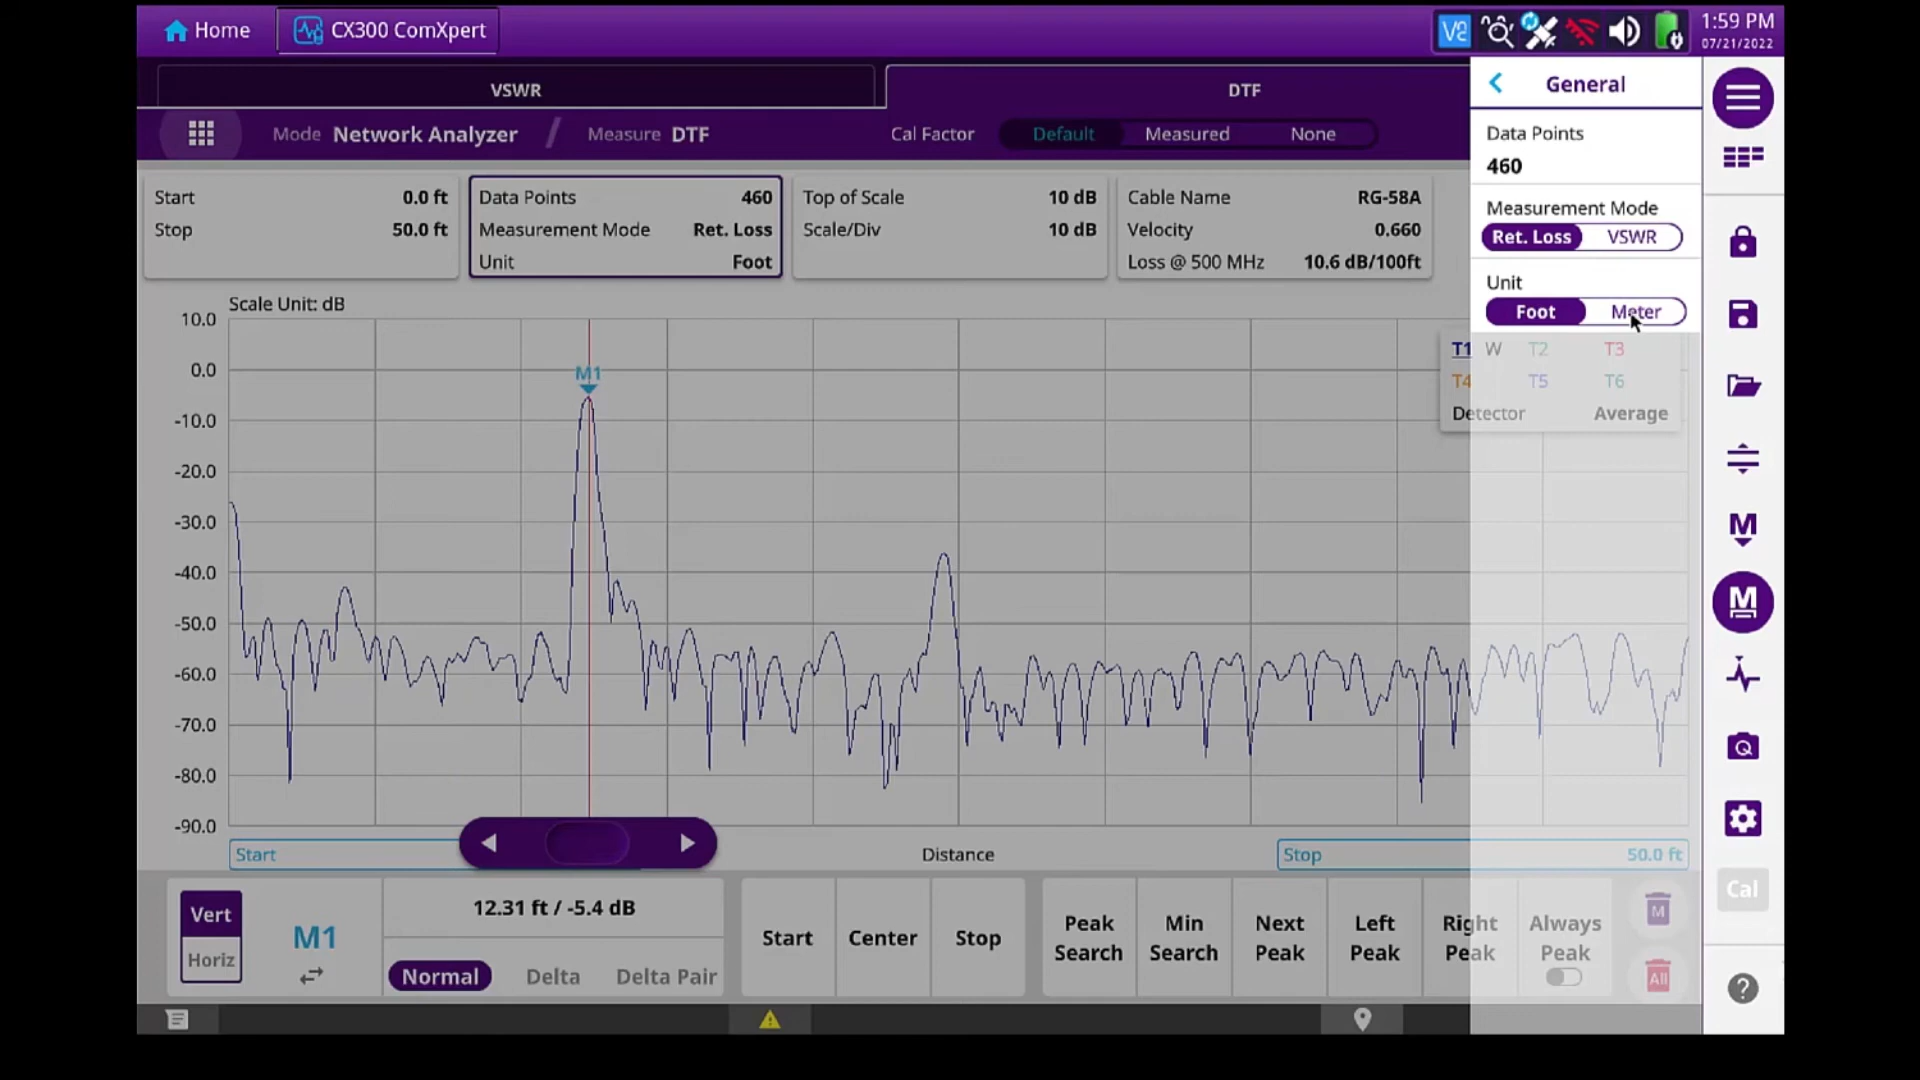 Home
CX300 ComXpert
V2
1:59 PM
07/21/2022
VSWR
DTF
Mode Network Analyzer / Measure DTF
Cal Factor Default Measured None
Start 0.0 ft
Stop 50.0 ft
Data Points 460
Measurement Mode Ret. Loss
Unit Foot
Top of Scale 10 dB
Scale/Div 10 dB
Cable Name RG-58A
Velocity 0.660
Loss @ 500 MHz 10.6 dB/100ft
General
Data Points
460
Measurement Mode
Ret. Loss VSWR
Unit
Foot Meter
T1 W T2 T3
T4 T5 T6
Detector Average
Scale Unit: dB
10.0
0.0
-10.0
-20.0
-30.0
-40.0
-50.0
-60.0
-70.0
-80.0
-90.0
M1
Start
Distance
Stop 50.0 ft
Vert
Horiz
M1
12.31 ft / -5.4 dB
Normal Delta Delta Pair
Start
Center
Stop
Peak Search
Min Search
Next Peak
Left Peak
Right Peak
Always Peak
M
All
M
M
Cal
?